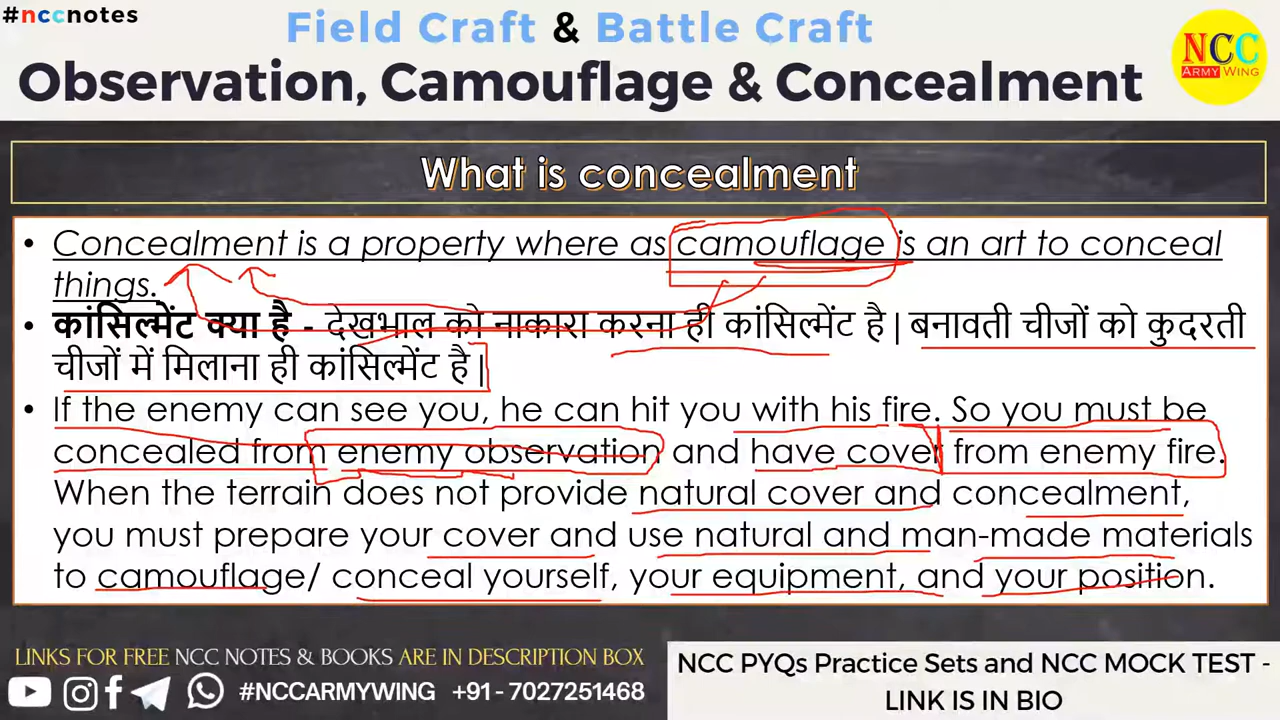 #nccnotes
Field Craft & Battle Craft
Observation, Camouflage & Concealment
NCC
ARMY WING
What is concealment
• Concealment is a property where as camouflage is an art to conceal
things.
• कांसिल्मेंट क्या है - देखभाल को नाकारा करना ही कांसिल्मेंट है| बनावती चीजों को कुदरती
चीजों में मिलाना ही कांसिल्मेंट है|
• If the enemy can see you, he can hit you with his fire. So you must be
concealed from enemy observation and have cover from enemy fire.
When the terrain does not provide natural cover and concealment,
you must prepare your cover and use natural and man-made materials
to camouflage/ conceal yourself, your equipment, and your position.
LINKS FOR FREE NCC NOTES & BOOKS ARE IN DESCRIPTION BOX
#NCCARMYWING +91 - 7027251468
NCC PYQs Practice Sets and NCC MOCK TEST -
LINK IS IN BIO